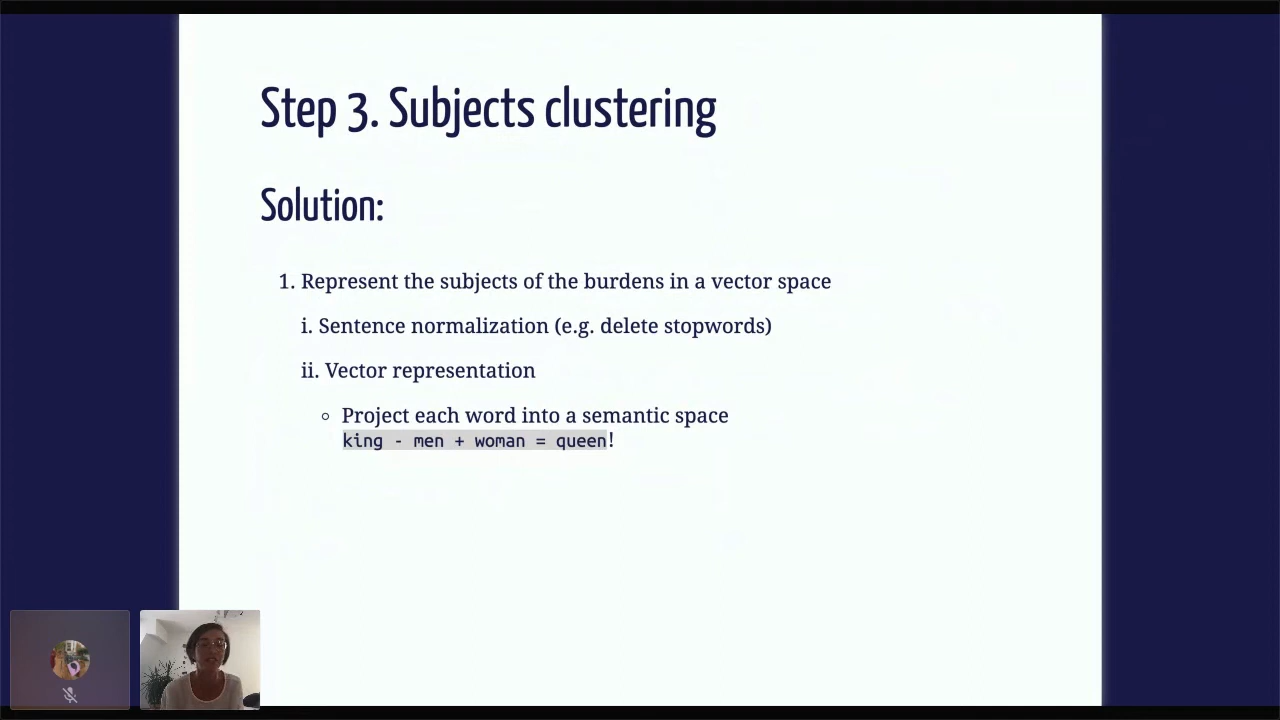 Step 3. Subjects clustering
Solution:
1. Represent the subjects of the burdens in a vector space
i. Sentence normalization (e.g. delete stopwords)
ii. Vector representation
Project each word into a semantic space
king - men + woman = queen!